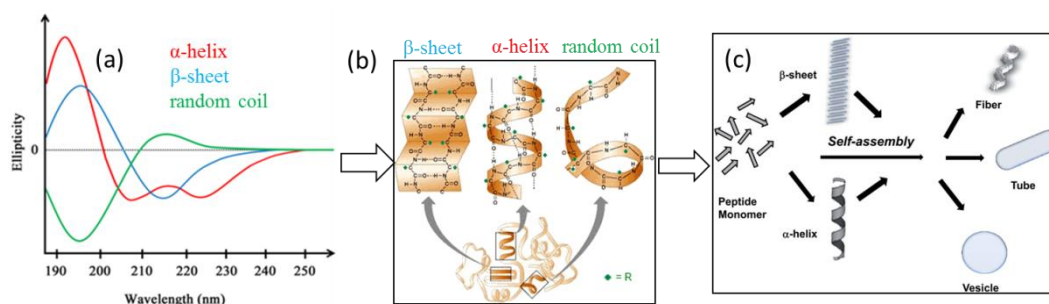 (a)
α-helix
β-sheet
random coil
Ellipticity
0
190 200 210 220 230 240 250
Wavelength (nm)
(b)
β-sheet α-helix random coil
= R
(c)
β-sheet
Self-assembly
Peptide
Monomer
α-helix
Fiber
Tube
Vesicle